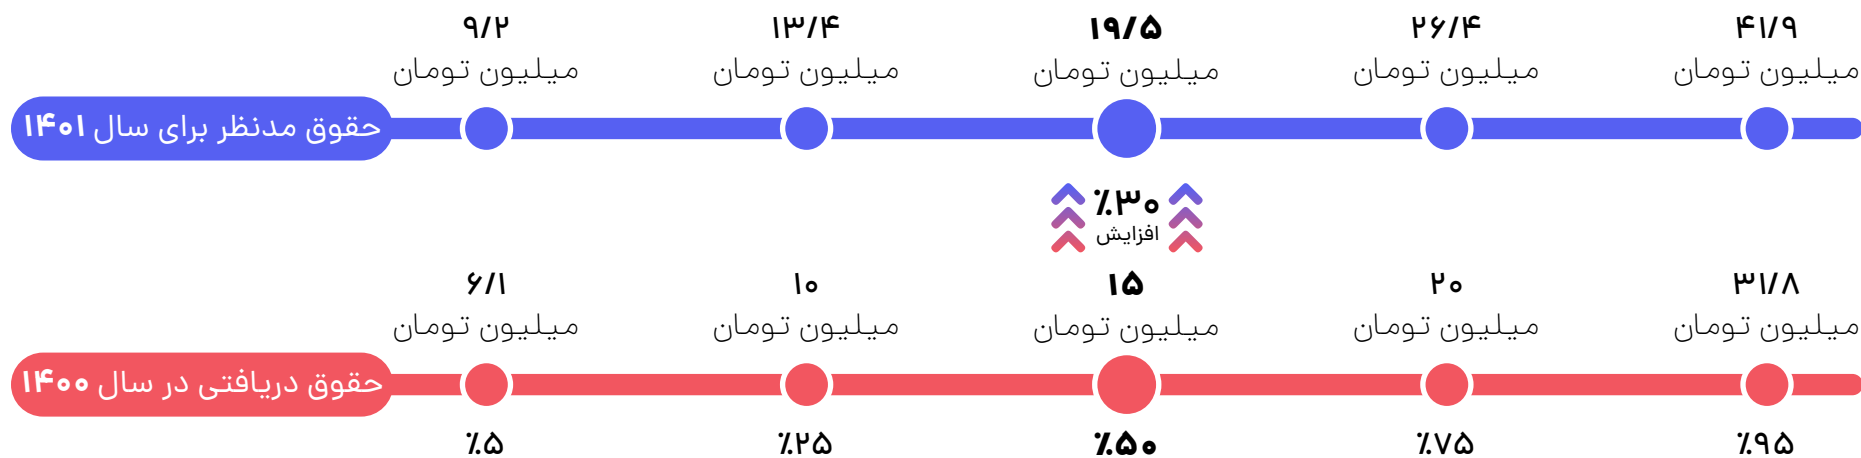 ۹/۲
میلیون تومان
۱۳/۴
میلیون تومان
۱۹/۵
میلیون تومان
۲۶/۴
میلیون تومان
۴۱/۹
میلیون تومان
حقوق مدنظر برای سال ۱۴۰۱
٪۳۰
افزایش
۶/۱
میلیون تومان
۱۰
میلیون تومان
۱۵
میلیون تومان
۲۰
میلیون تومان
۳۱/۸
میلیون تومان
حقوق دریافتی در سال ۱۴۰۰
٪۵
٪۲۵
٪۵۰
٪۷۵
٪۹۵